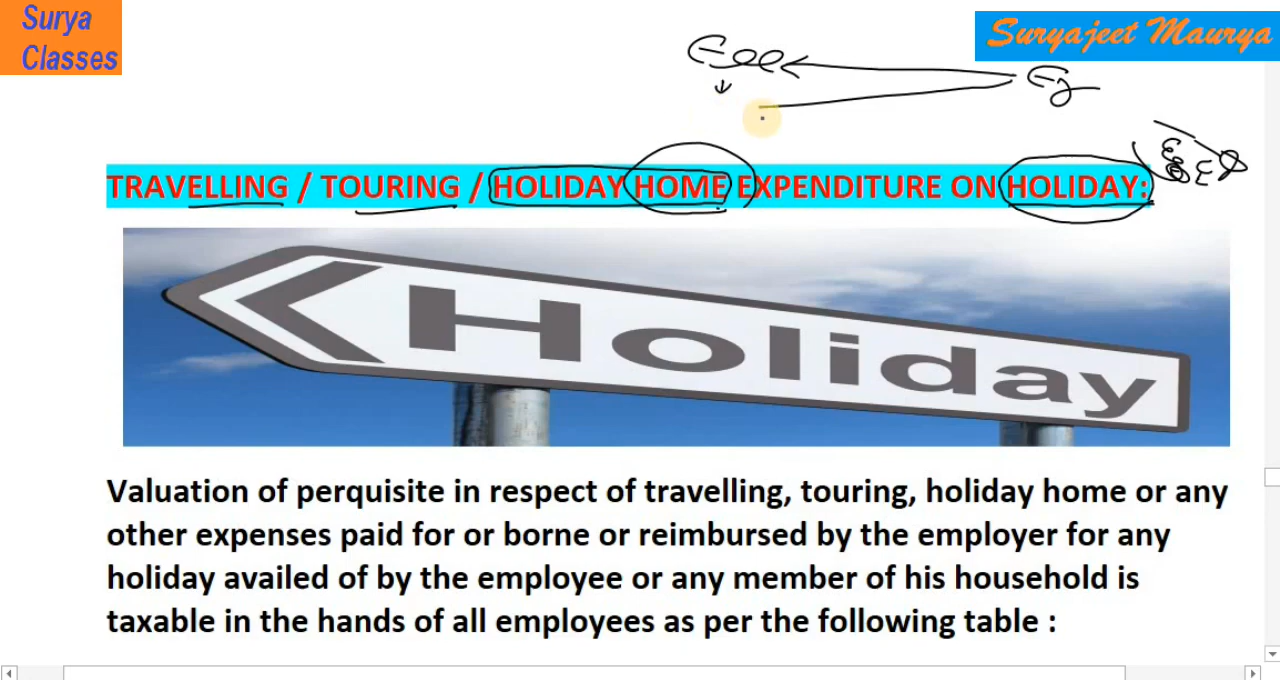 Surya
Classes
Suryajeet Maurya
Eee
TRAVELLING / TOURING / HOLIDAY HOME EXPENDITURE ON HOLIDAY:
Holiday
Valuation of perquisite in respect of travelling, touring, holiday home or any
other expenses paid for or borne or reimbursed by the employer for any
holiday availed of by the employee or any member of his household is
taxable in the hands of all employees as per the following table :